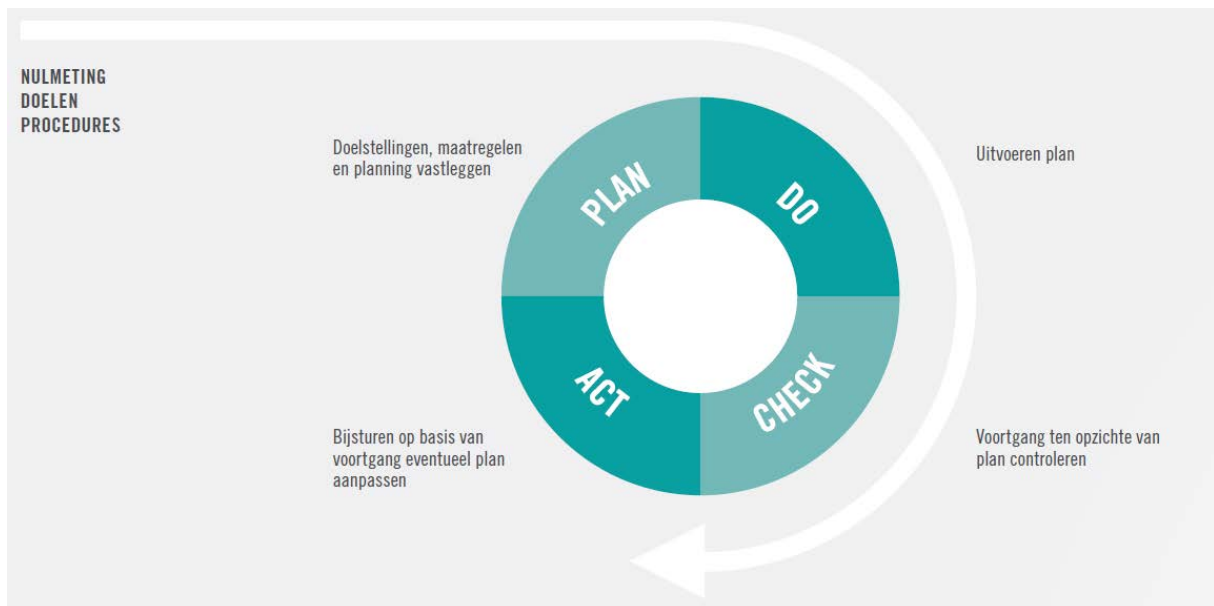 NULMETING
DOELEN
PROCEDURES
Doelstellingen, maatregelen
en planning vastleggen
PLAN
DO
Uitvoeren plan
ACT
CHECK
Bijsturen op basis van
voortgang eventueel plan
aanpassen
Voortgang ten opzichte van
plan controleren